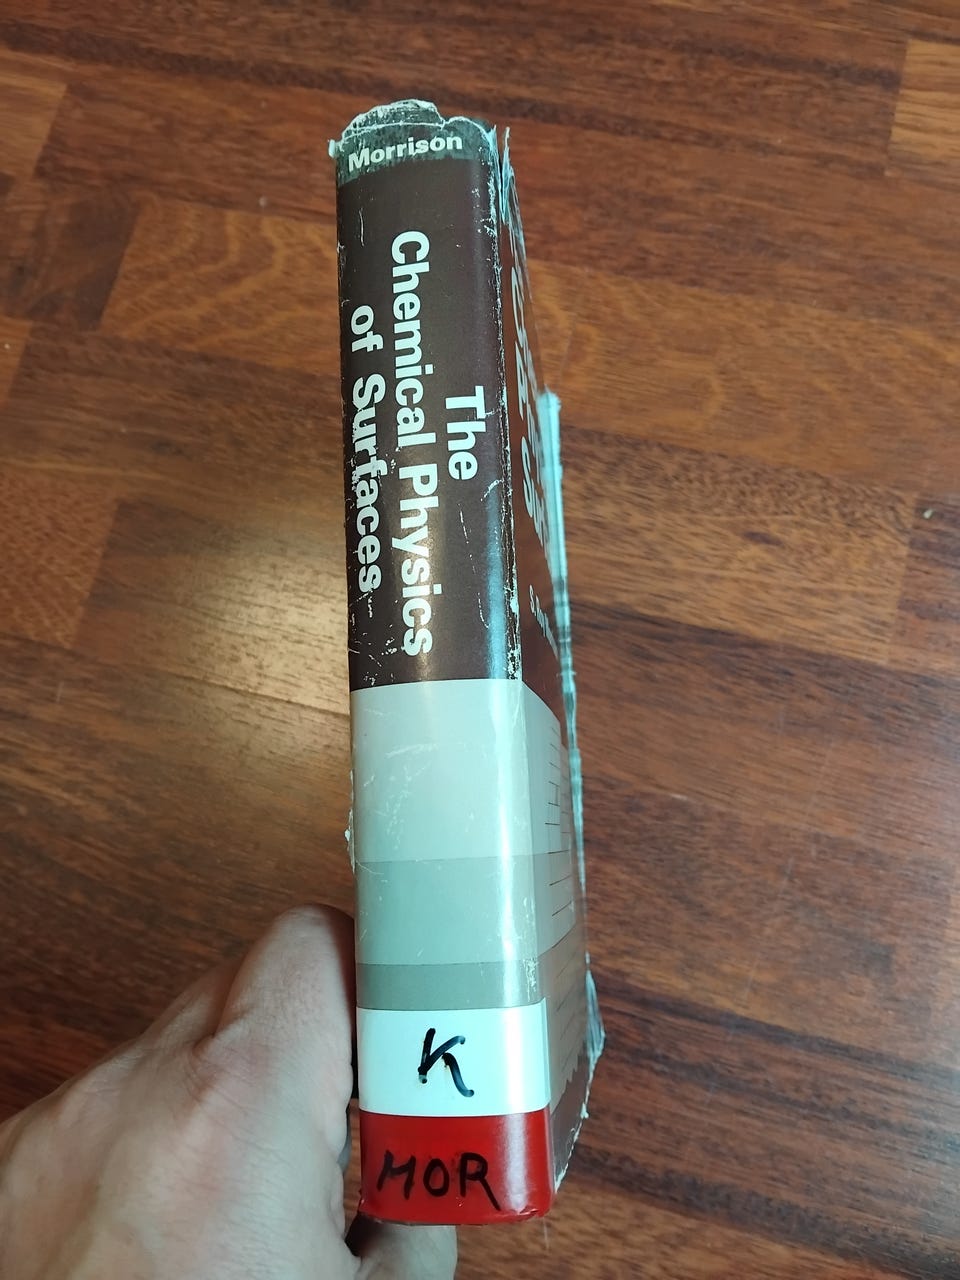 Morrison
The
Chemical Physics
of Surfaces
K
MOR